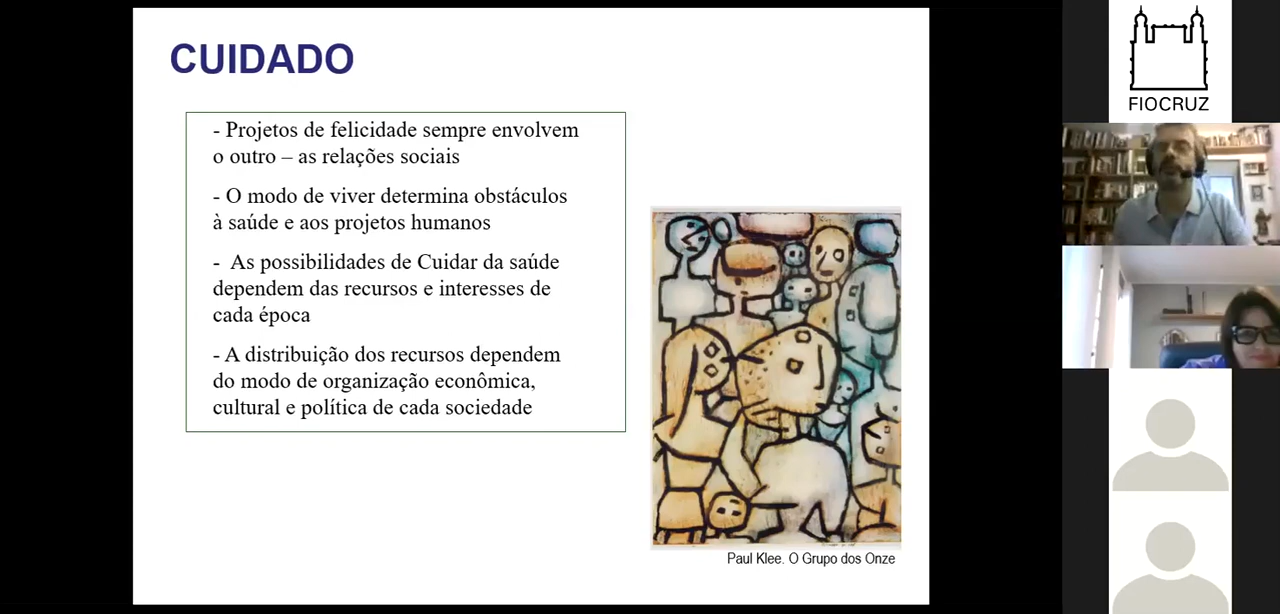 CUIDADO
- Projetos de felicidade sempre envolvem
o outro – as relações sociais
- O modo de viver determina obstáculos
à saúde e aos projetos humanos
- As possibilidades de Cuidar da saúde
dependem das recursos e interesses de
cada época
- A distribuição dos recursos dependem
do modo de organização econômica,
cultural e política de cada sociedade
Paul Klee. O Grupo dos Onze
FIOCRUZ